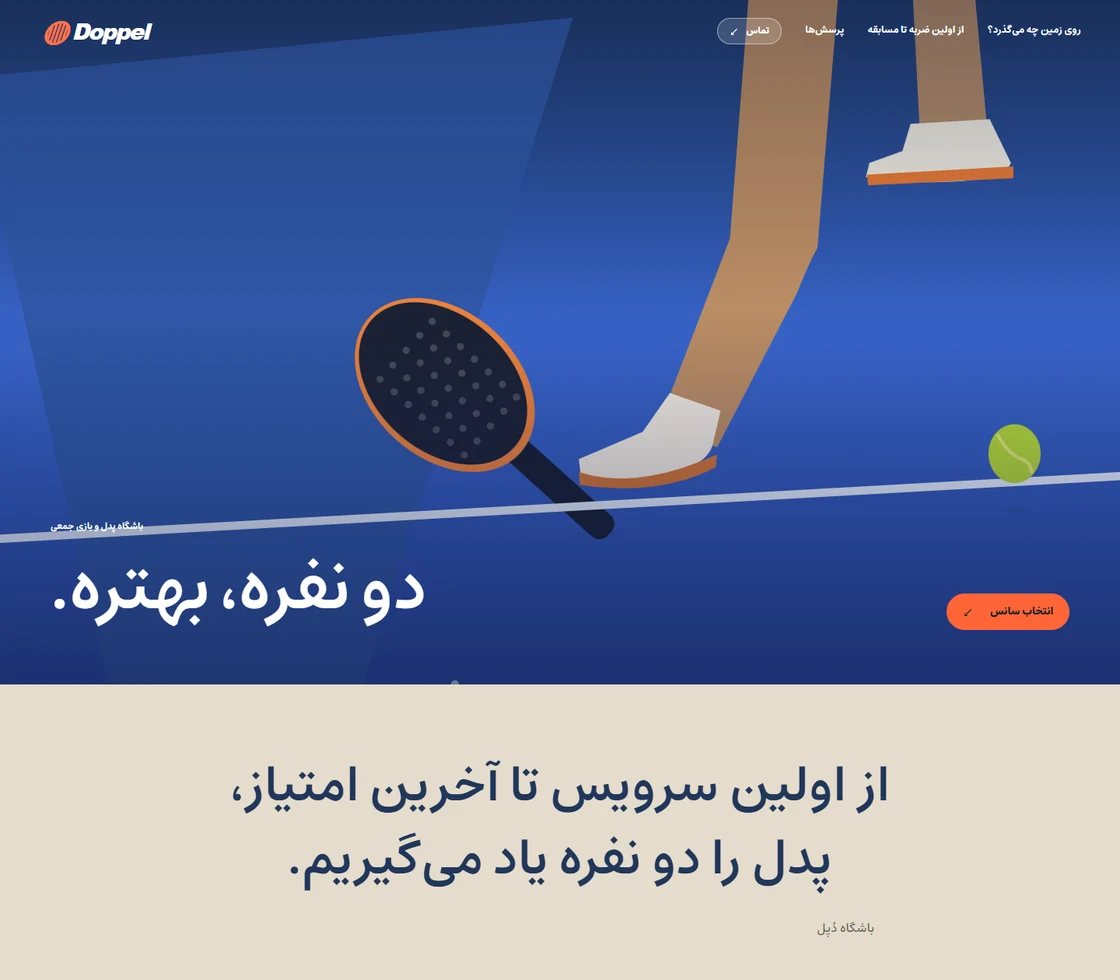 Doppel
روی زمین چه می‌گذرد؟
از اولین ضربه تا مسابقه
پرسش‌ها
تماس ↙
باشگاه پدل و بازی جمعی
دو نفره، بهتره.
انتخاب سانس ↙
از اولین سرویس تا آخرین امتیاز،
پدل را دو نفره یاد می‌گیریم.
باشگاه دُپِل